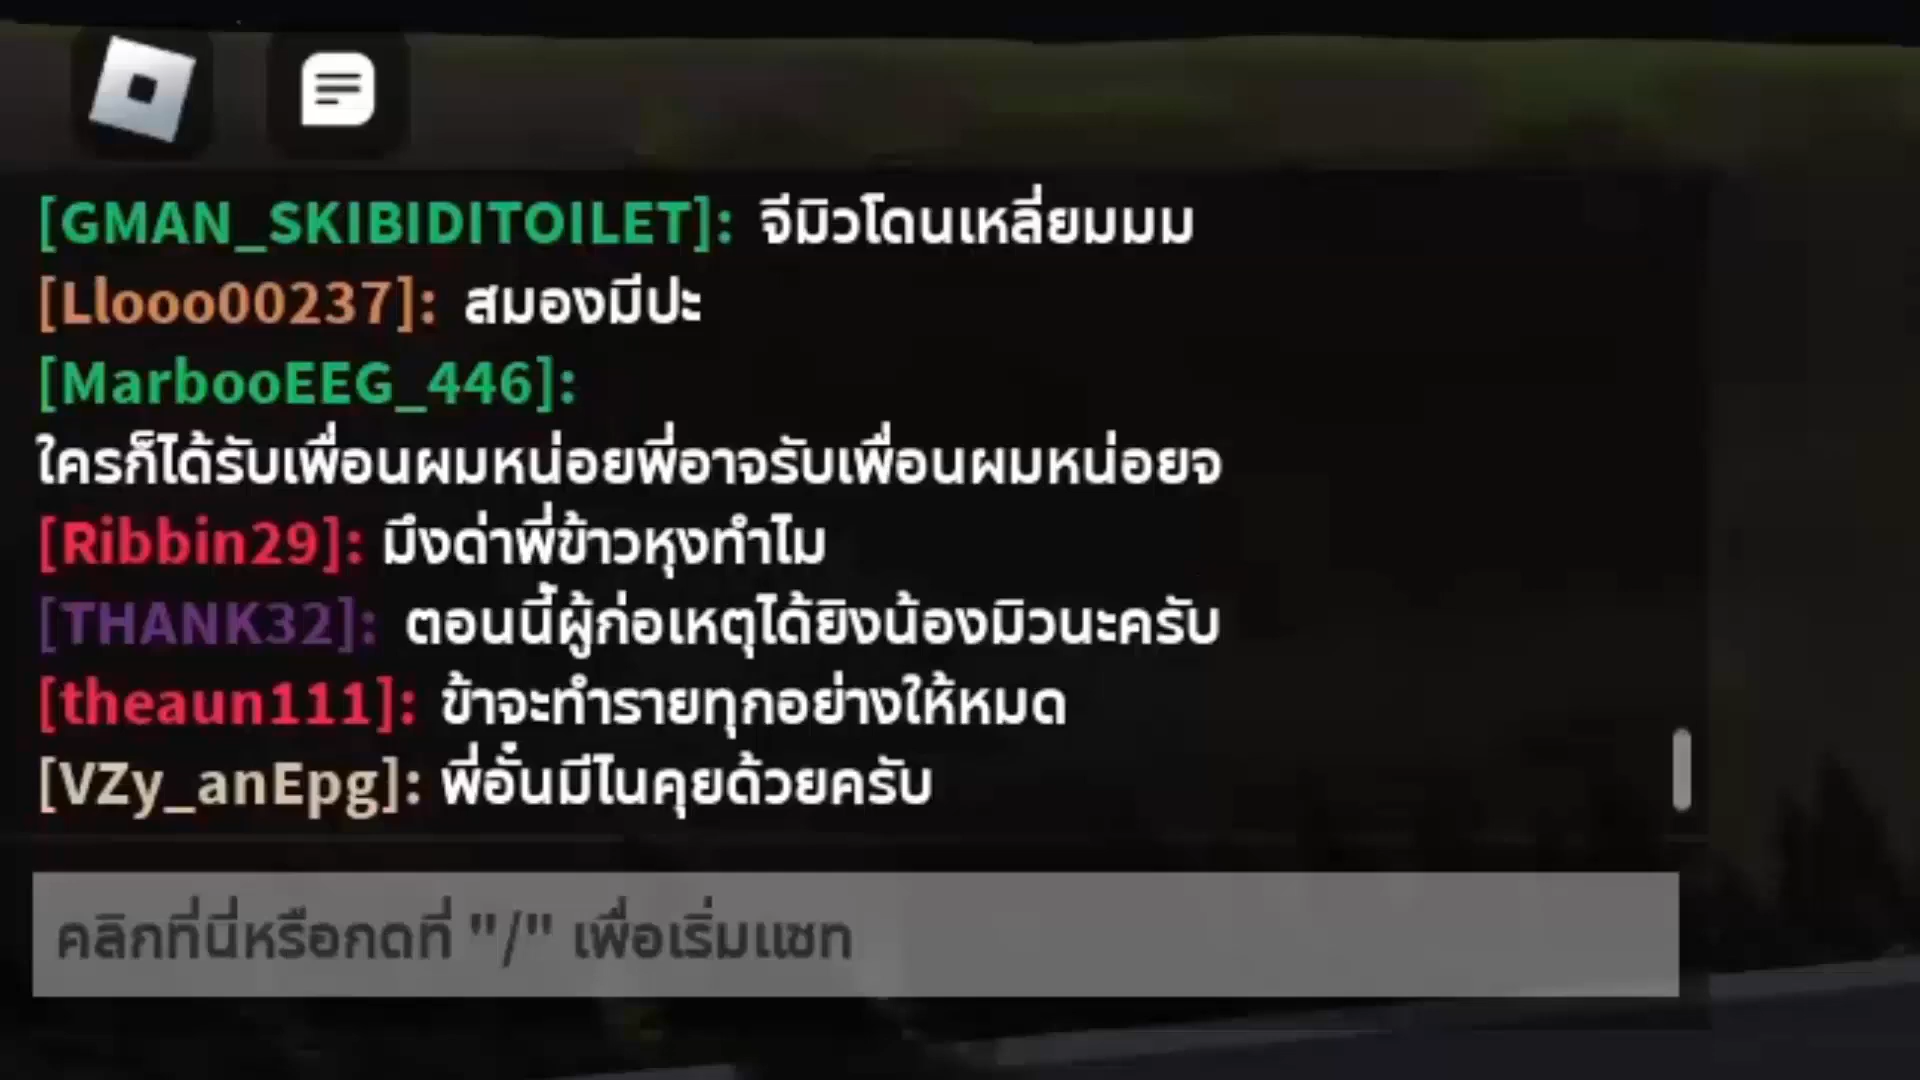 [GMAN_SKIBIDITOILET]: จีมิวโดนเหลี่ยมมม
[Llooo00237]: สมองมีปะ
[MarbooEEG_446]:
ใครก็ได้รับเพื่อนผมหน่อยพี่อาจรับเพื่อนผมหน่อยจ
[Ribbin29]: มึงด่าพี่ข้าวหุงทำไม
[THANK32]: ตอนนี้ผู้ก่อเหตุได้ยิงน้องมิวนะครับ
[theaun111]: ข้าจะทำรายทุกอย่างให้หมด
[VZy_anEpg]: พี่อั๋นมีไนคุยด้วยครับ
คลิกที่นี่หรือกดที่ "/" เพื่อเริ่มแชท